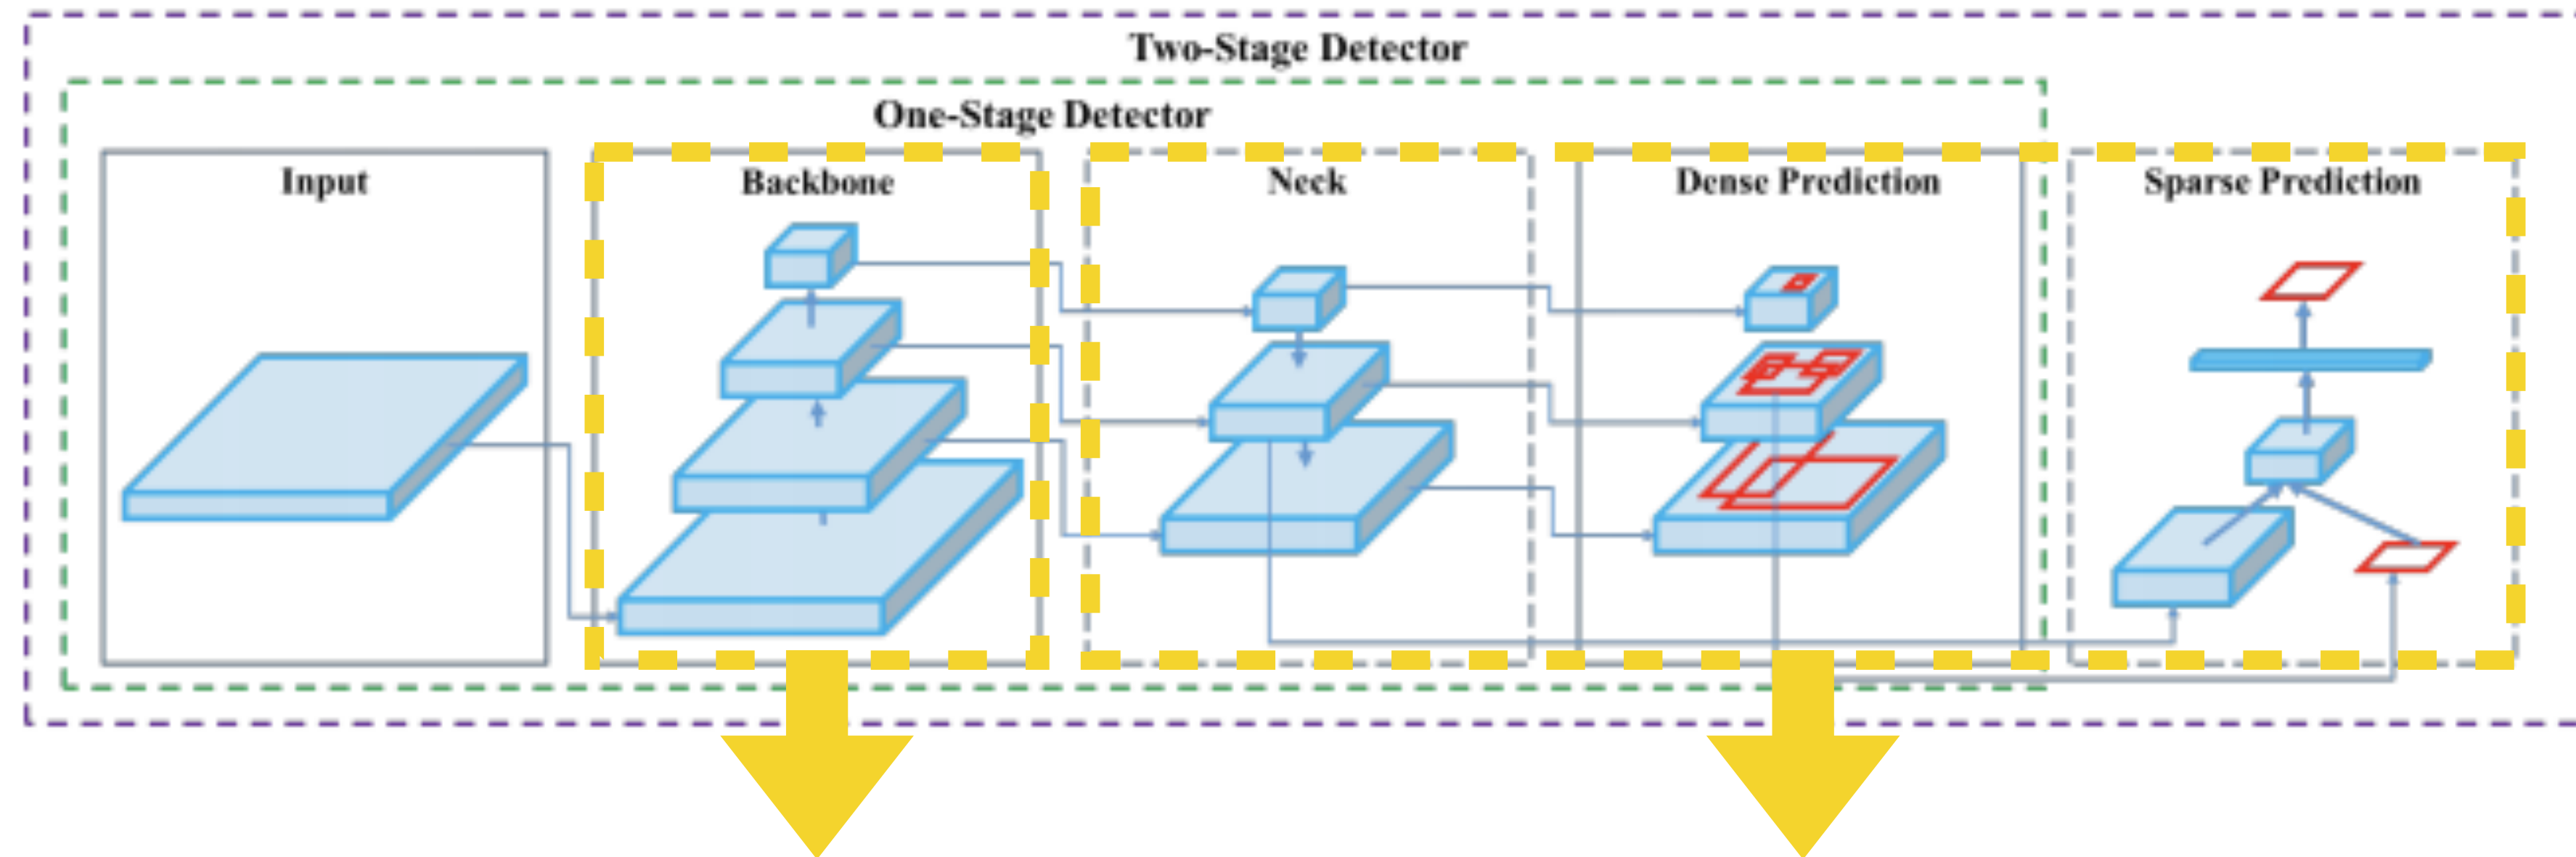 Two-Stage Detector
One-Stage Detector
Input
Backbone
Neck
Dense Prediction
Sparse Prediction